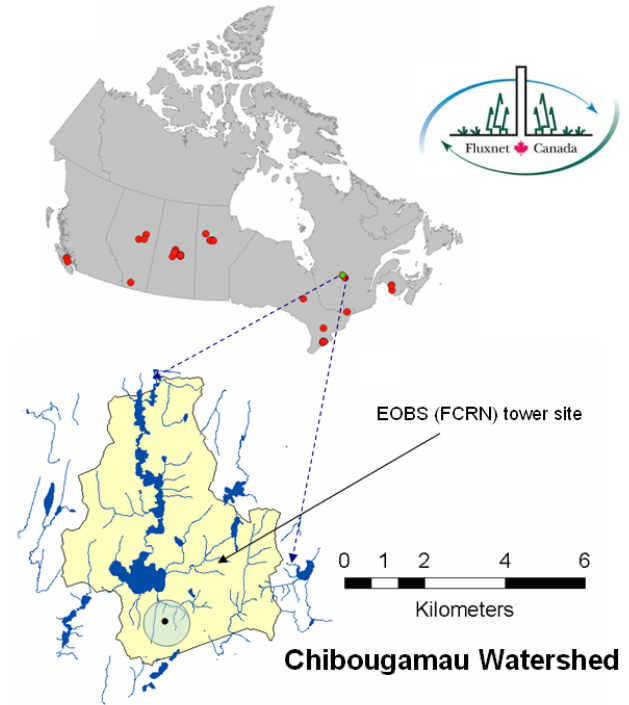 Fluxnet Canada
EOBS (FCRN) tower site
0 1 2 4 6
Kilometers
Chibougamau Watershed